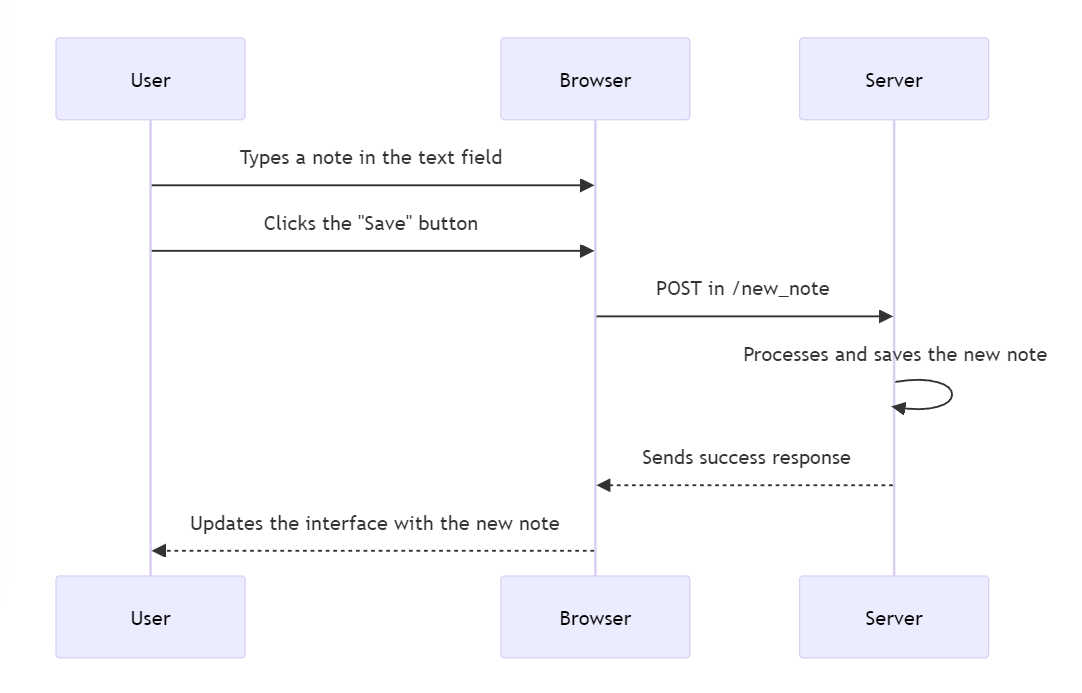 User
Browser
Server
Types a note in the text field
Clicks the "Save" button
POST in /new_note
Processes and saves the new note
Sends success response
Updates the interface with the new note
User
Browser
Server